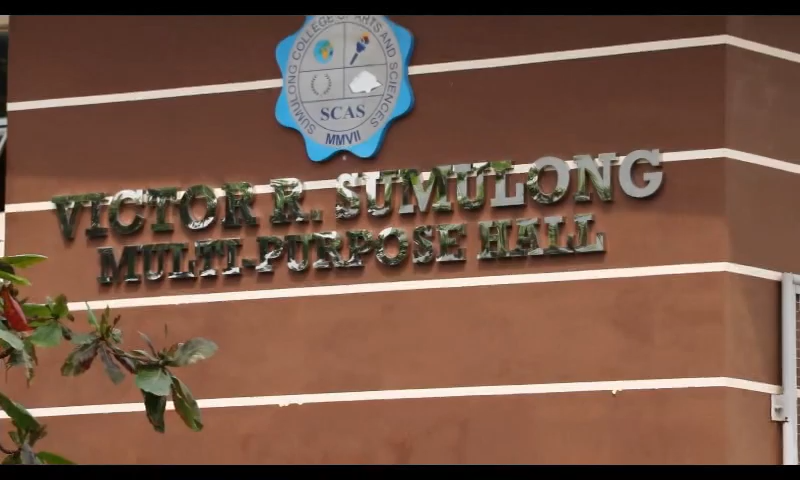 SUMULONG COLLEGE OF ARTS AND SCIENCES
SCAS
MMVII
VICTOR R. SUMULONG
MULTI-PURPOSE HALL